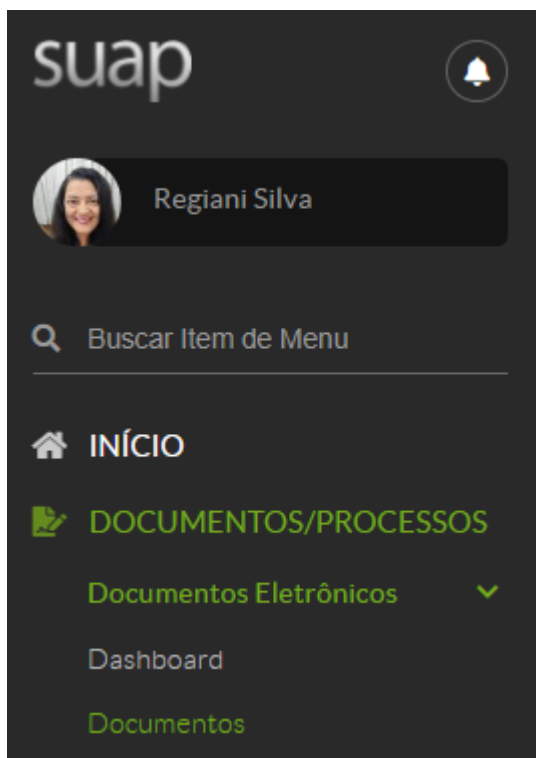 suap
Regiani Silva
Buscar Item de Menu
INÍCIO
DOCUMENTOS/PROCESSOS
Documentos Eletrônicos
Dashboard
Documentos